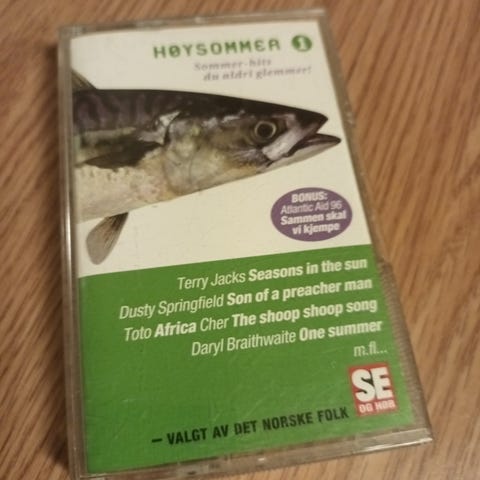 HØYSOMMER 1
Sommer-hits
du aldri glemmer!
BONUS:
Atlantic Aid 96
Sammen skal
vi kjempe
Terry Jacks Seasons in the sun
Dusty Springfield Son of a preacher man
Toto Africa Cher The shoop shoop song
Daryl Braithwaite One summer
m.fl...
SE
OG HØR
– VALGT AV DET NORSKE FOLK